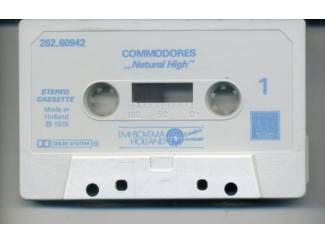 262.60942
COMMODORES
„Natural High"
STEREO
CASSETTE
1
Made in
Holland
℗ 1978
100 50 0
DOLBY SYSTEM
EMI BOVEMA
HOLLAND